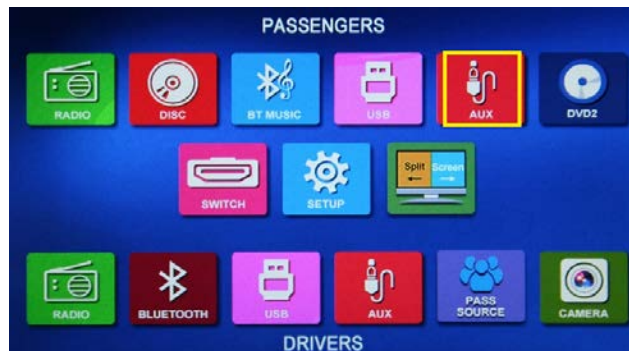 PASSENGERS
RADIO
DISC
BT MUSIC
USB
AUX
DVD2
SWITCH
SETUP
Split Screen
RADIO
BLUETOOTH
USB
AUX
PASS
SOURCE
CAMERA
DRIVERS